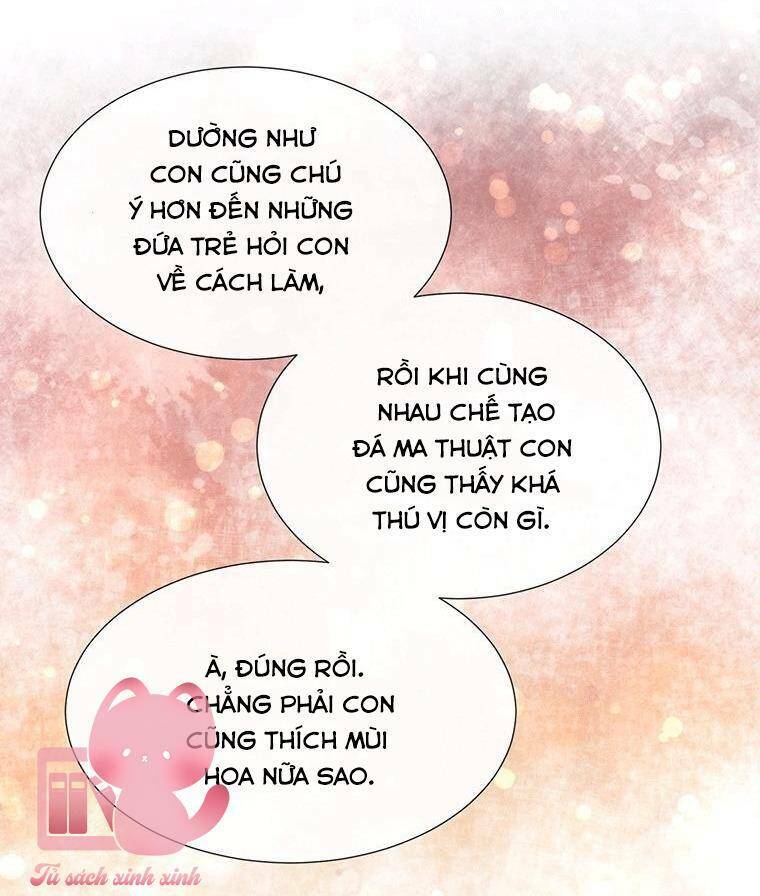 DƯỜNG NHƯ
CON CŨNG CHÚ
Ý HƠN ĐẾN NHỮNG
ĐỨA TRẺ HỎI CON
VỀ CÁCH LÀM,
RỒI KHI CÙNG
NHAU CHẾ TẠO
ĐÁ MA THUẬT CON
CŨNG THẤY KHÁ
THÚ VỊ CÒN GÌ.
À, ĐÚNG RỒI.
CHẲNG PHẢI CON
CŨNG THÍCH MÙI
HOA NỮA SAO.
Tủ sách xinh xinh